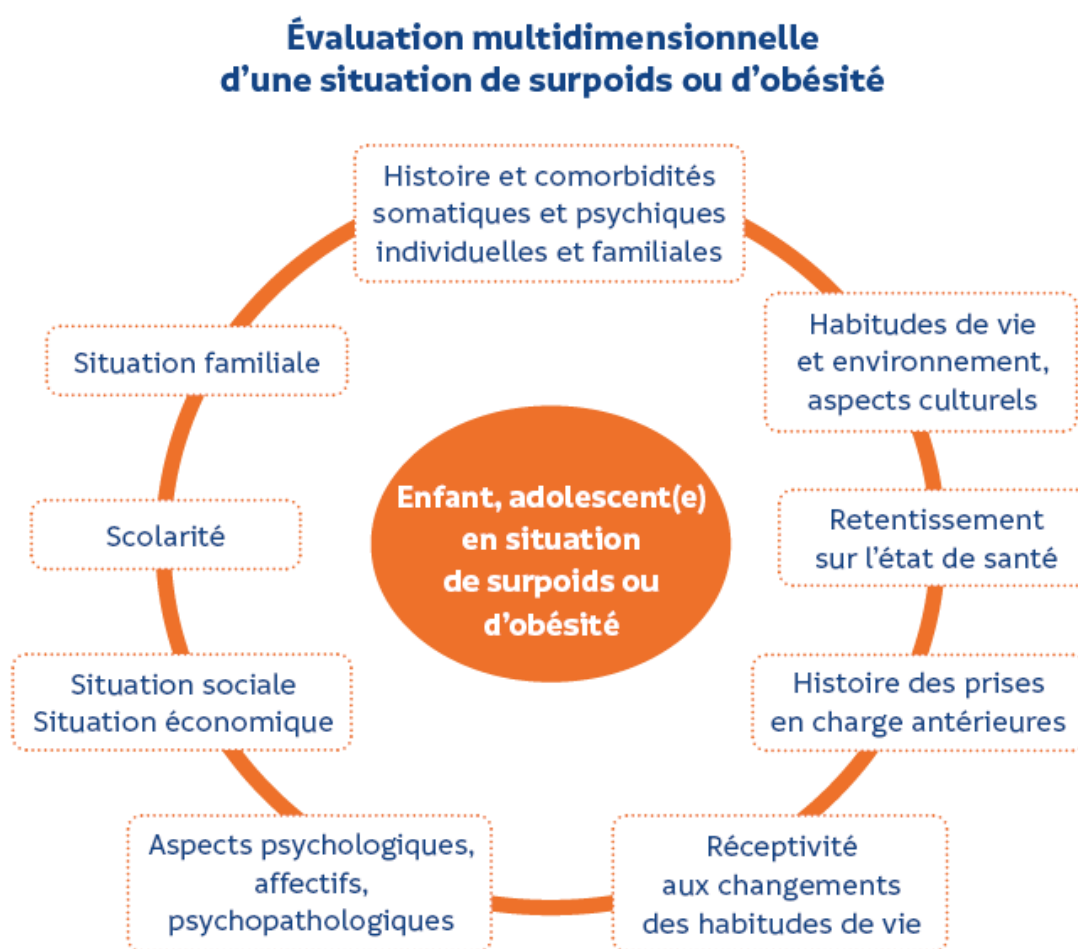 Évaluation multidimensionnelle
d'une situation de surpoids ou d'obésité
Histoire et comorbidités
somatiques et psychiques
individuelles et familiales
Habitudes de vie
et environnement,
aspects culturels
Retentissement
sur l'état de santé
Histoire des prises
en charge antérieures
Réceptivité
aux changements
des habitudes de vie
Aspects psychologiques,
affectifs,
psychopathologiques
Situation sociale
Situation économique
Scolarité
Situation familiale
Enfant, adolescent(e)
en situation
de surpoids ou
d'obésité